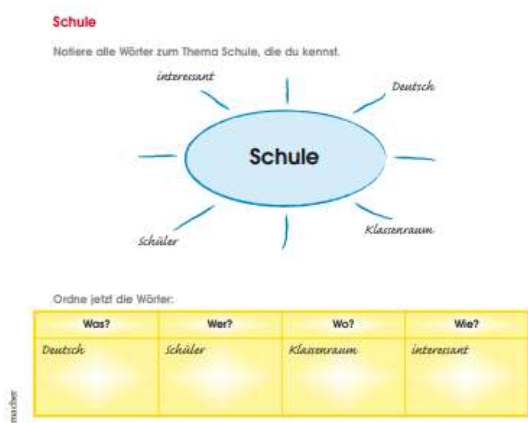 Schule
Notiere alle Wörter zum Thema Schule, die du kennst.
interessant
Deutsch
Schule
Schüler
Klassenraum
Ordne jetzt die Wörter:
Was? Wer? Wo? Wie?
Deutsch Schüler Klassenraum interessant
macher